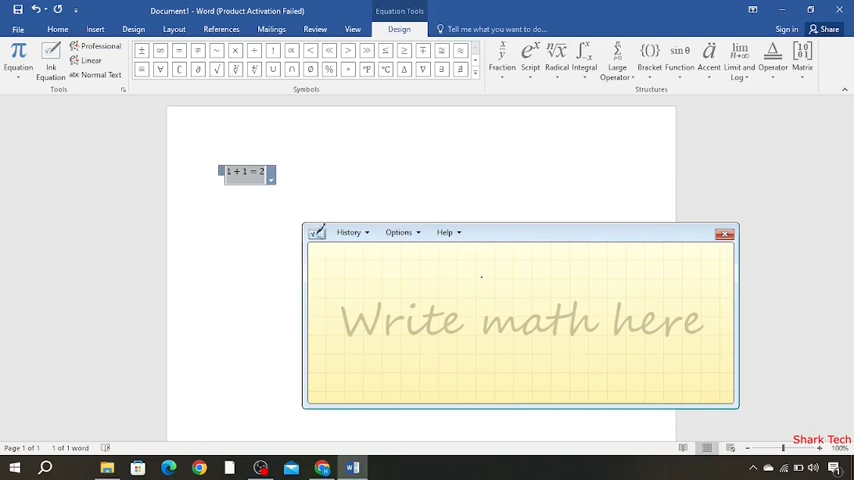 Document1 - Word (Product Activation Failed)
Equation Tools
Sign in
Share
File
Home
Insert
Design
Layout
References
Mailings
Review
View
Design
Tell me what you want to do...
Equation
Ink
Equation
Professional
Linear
abc Normal Text
± ∞ = ≠ ~ × ÷ ! ∝ < ≪ > ≫ ≤ ≥ ∓ ≅ ≈
≡ ∀ ∁ ∂ √ ∛ ∜ ∪ ∩ ∅ % ° °F °C ∆ ∇ ∃ ∄
Fraction
Script
Radical
Integral
Large
Operator
Bracket
Function
Accent
Limit and
Log
Operator
Matrix
Tools
Symbols
Structures
1 + 1 = 2
History
Options
Help
Write math here
Shark Tech
Page 1 of 1
1 of 1 word
100%